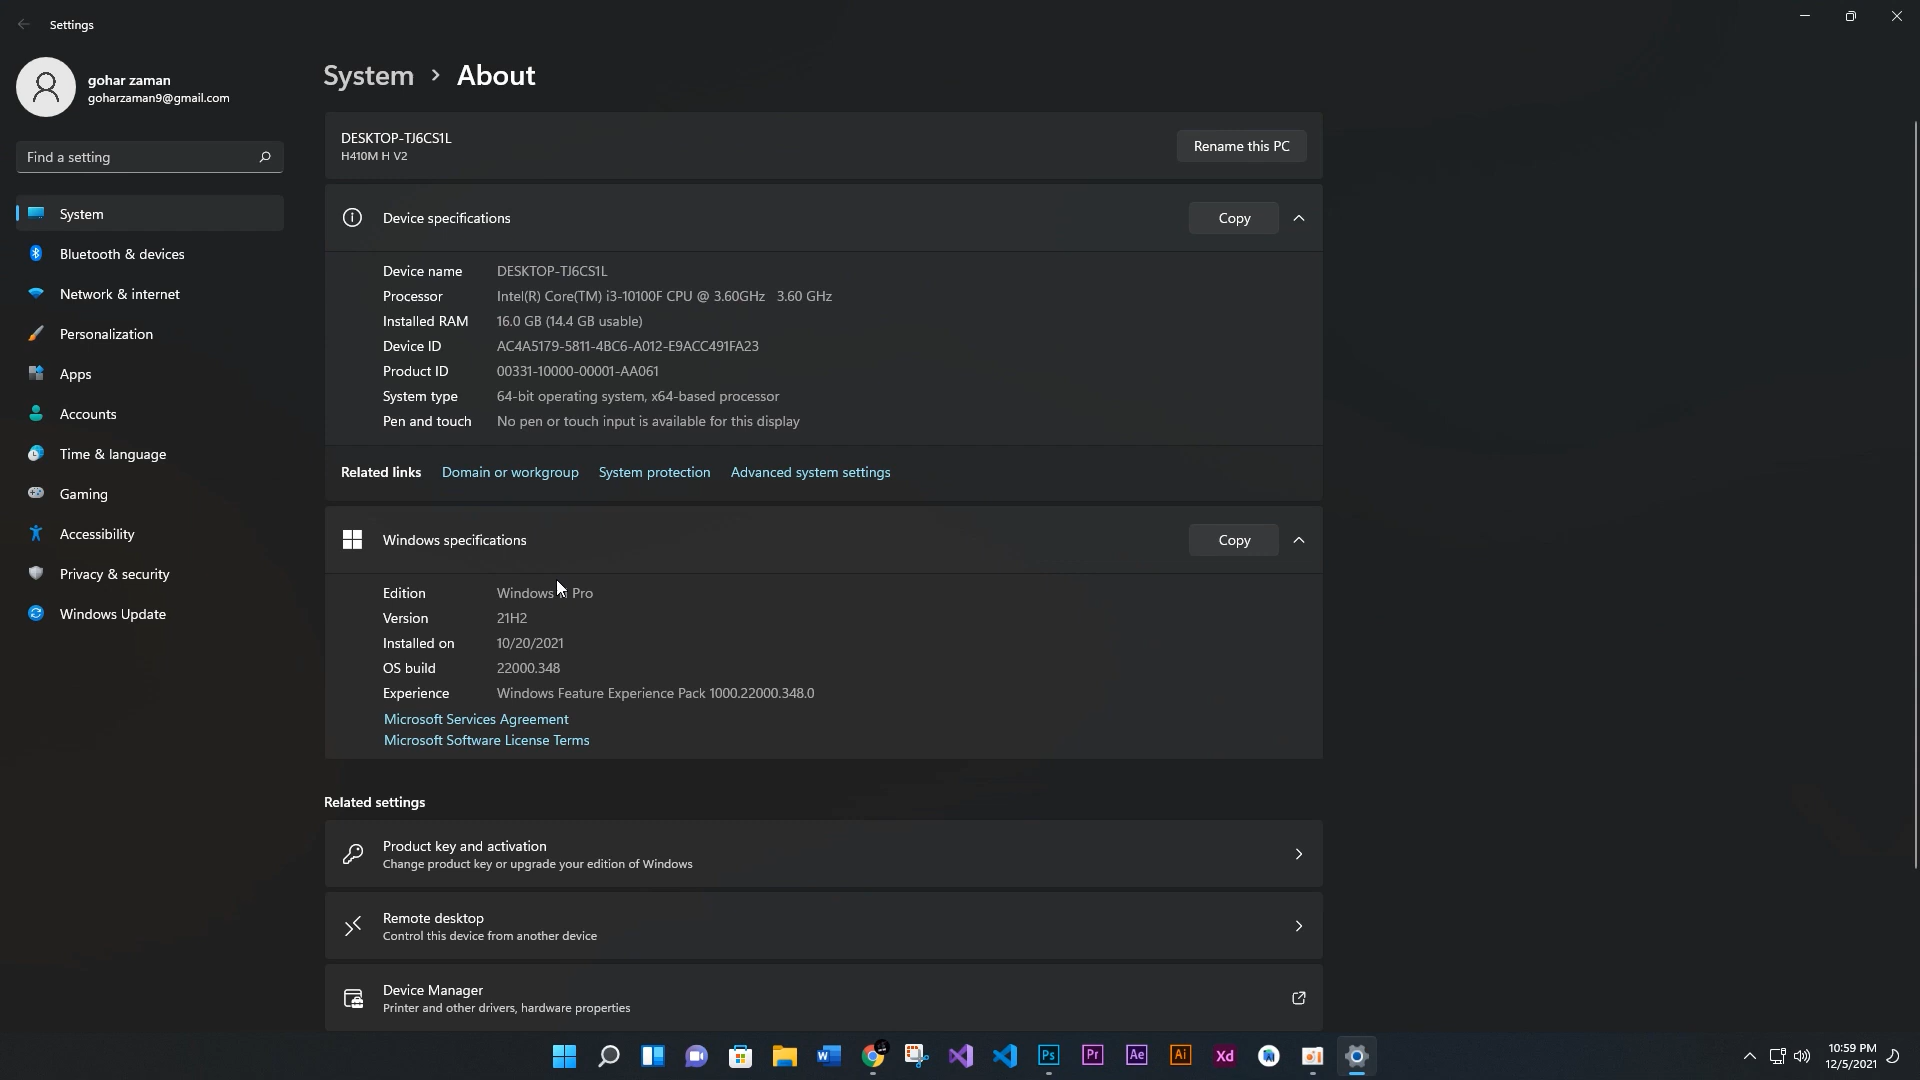 Settings
gohar zaman
goharzaman9@gmail.com
Find a setting
System
Bluetooth & devices
Network & internet
Personalization
Apps
Accounts
Time & language
Gaming
Accessibility
Privacy & security
Windows Update
System > About
DESKTOP-TJ6CS1L
H410M H V2
Rename this PC
Device specifications
Copy
Device name DESKTOP-TJ6CS1L
Processor Intel(R) Core(TM) i3-10100F CPU @ 3.60GHz 3.60 GHz
Installed RAM 16.0 GB (14.4 GB usable)
Device ID AC4A5179-5811-4BC6-A012-E9ACC491FA23
Product ID 00331-10000-00001-AA061
System type 64-bit operating system, x64-based processor
Pen and touch No pen or touch input is available for this display
Related links Domain or workgroup System protection Advanced system settings
Windows specifications
Copy
Edition Windows Pro
Version 21H2
Installed on 10/20/2021
OS build 22000.348
Experience Windows Feature Experience Pack 1000.22000.348.0
Microsoft Services Agreement
Microsoft Software License Terms
Related settings
Product key and activation
Change product key or upgrade your edition of Windows
Remote desktop
Control this device from another device
Device Manager
Printer and other drivers, hardware properties
W
Ps
Pr
Ae
Ai
Xd
10:59 PM
12/5/2021